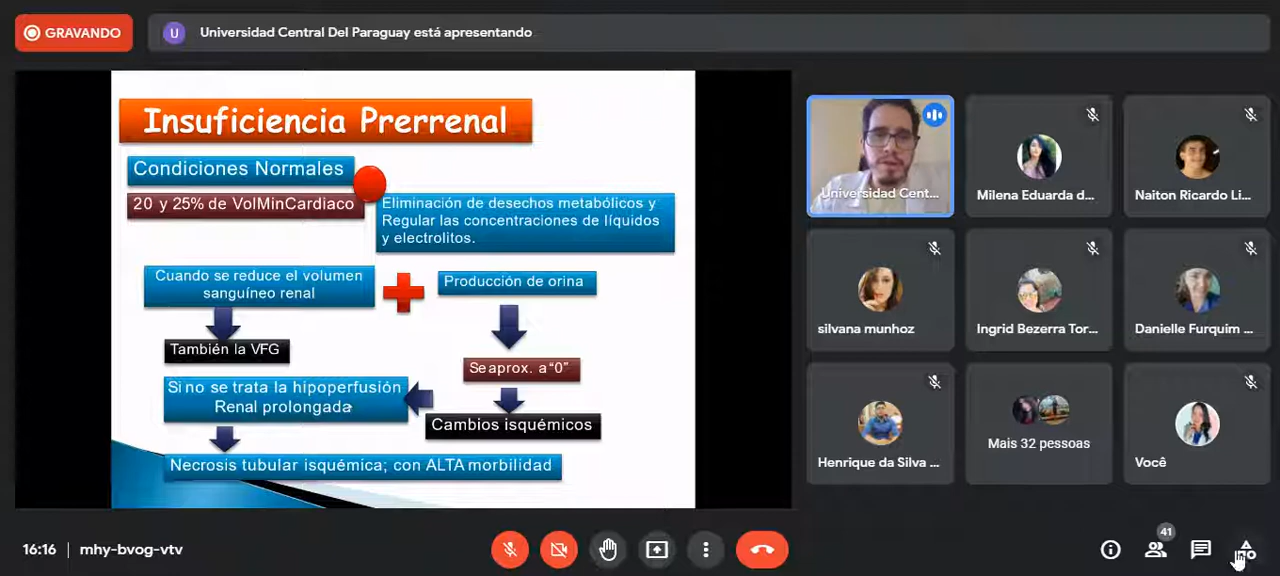 GRAVANDO
U
Universidad Central Del Paraguay está apresentando
Insuficiencia Prerrenal
Condiciones Normales
20 y 25% de VolMinCardiaco
Eliminación de desechos metabólicos y
Regular las concentraciones de líquidos
y electrolitos.
Cuando se reduce el volumen
sanguíneo renal
Producción de orina
También la VFG
Se aprox. a "0"
Si no se trata la hipoperfusión
Renal prolongada
Cambios isquémicos
Necrosis tubular isquémica; con ALTA morbilidad
Universidad Cent...
Milena Eduarda d...
Naiton Ricardo Li...
silvana munhoz
Ingrid Bezerra Tor...
Danielle Furquim ...
Henrique da Silva ...
Mais 32 pessoas
Você
16:16 | mhy-bvog-vtv
41